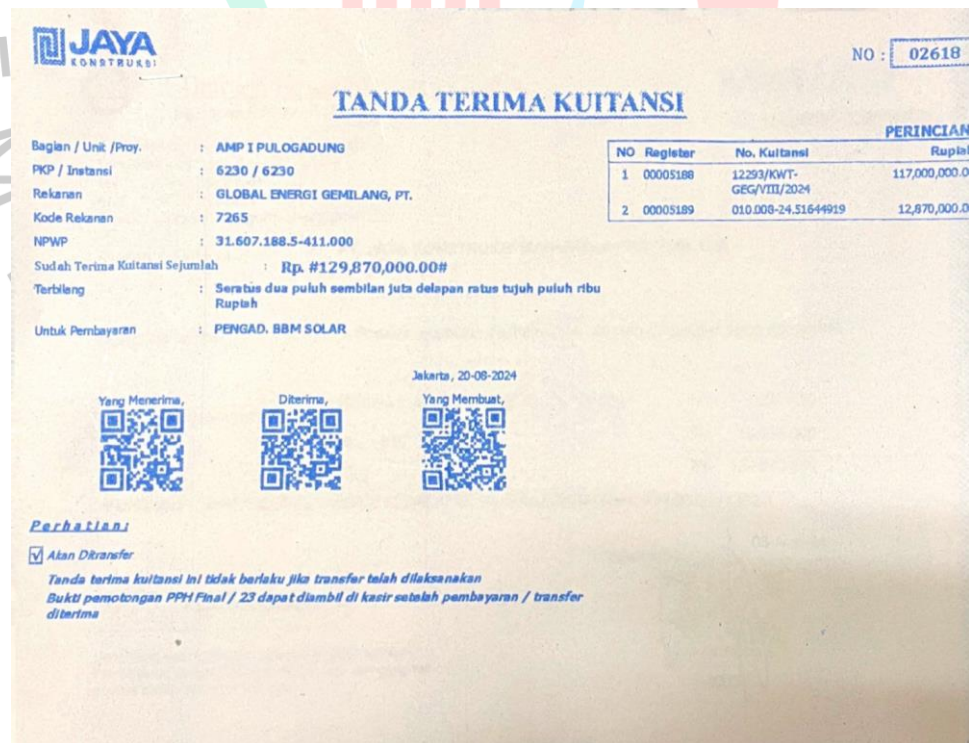 JAYA
KONSTRUKSI
NO : 02618
TANDA TERIMA KUITANSI
PERINCIAN
Bagian / Unit /Proy. : AMP I PULOGADUNG
PKP / Instansi : 6230 / 6230
Rekanan : GLOBAL ENERGI GEMILANG, PT.
Kode Rekanan : 7265
NPWP : 31.607.188.5-411.000
Sudah Terima Kuitansi Sejumlah : Rp. #129,870,000.00#
Terbilang : Seratus dua puluh sembilan juta delapan ratus tujuh puluh ribu
Rupiah
Untuk Pembayaran : PENGAD. BBM SOLAR
NO Register No. Kuitansi Rupiah
1 00005188 12293/KWT-
GEG/VIII/2024 117,000,000.0
2 00005189 010.008-24.51644919 12,870,000.0
Jakarta, 20-08-2024
Yang Menerima, Diterima, Yang Membuat,
Perhatian:
√ Akan Ditransfer
Tanda terima kuitansi ini tidak berlaku jika transfer telah dilaksanakan
Bukti pemotongan PPH Final / 23 dapat diambil di kasir setelah pembayaran / transfer
diterima